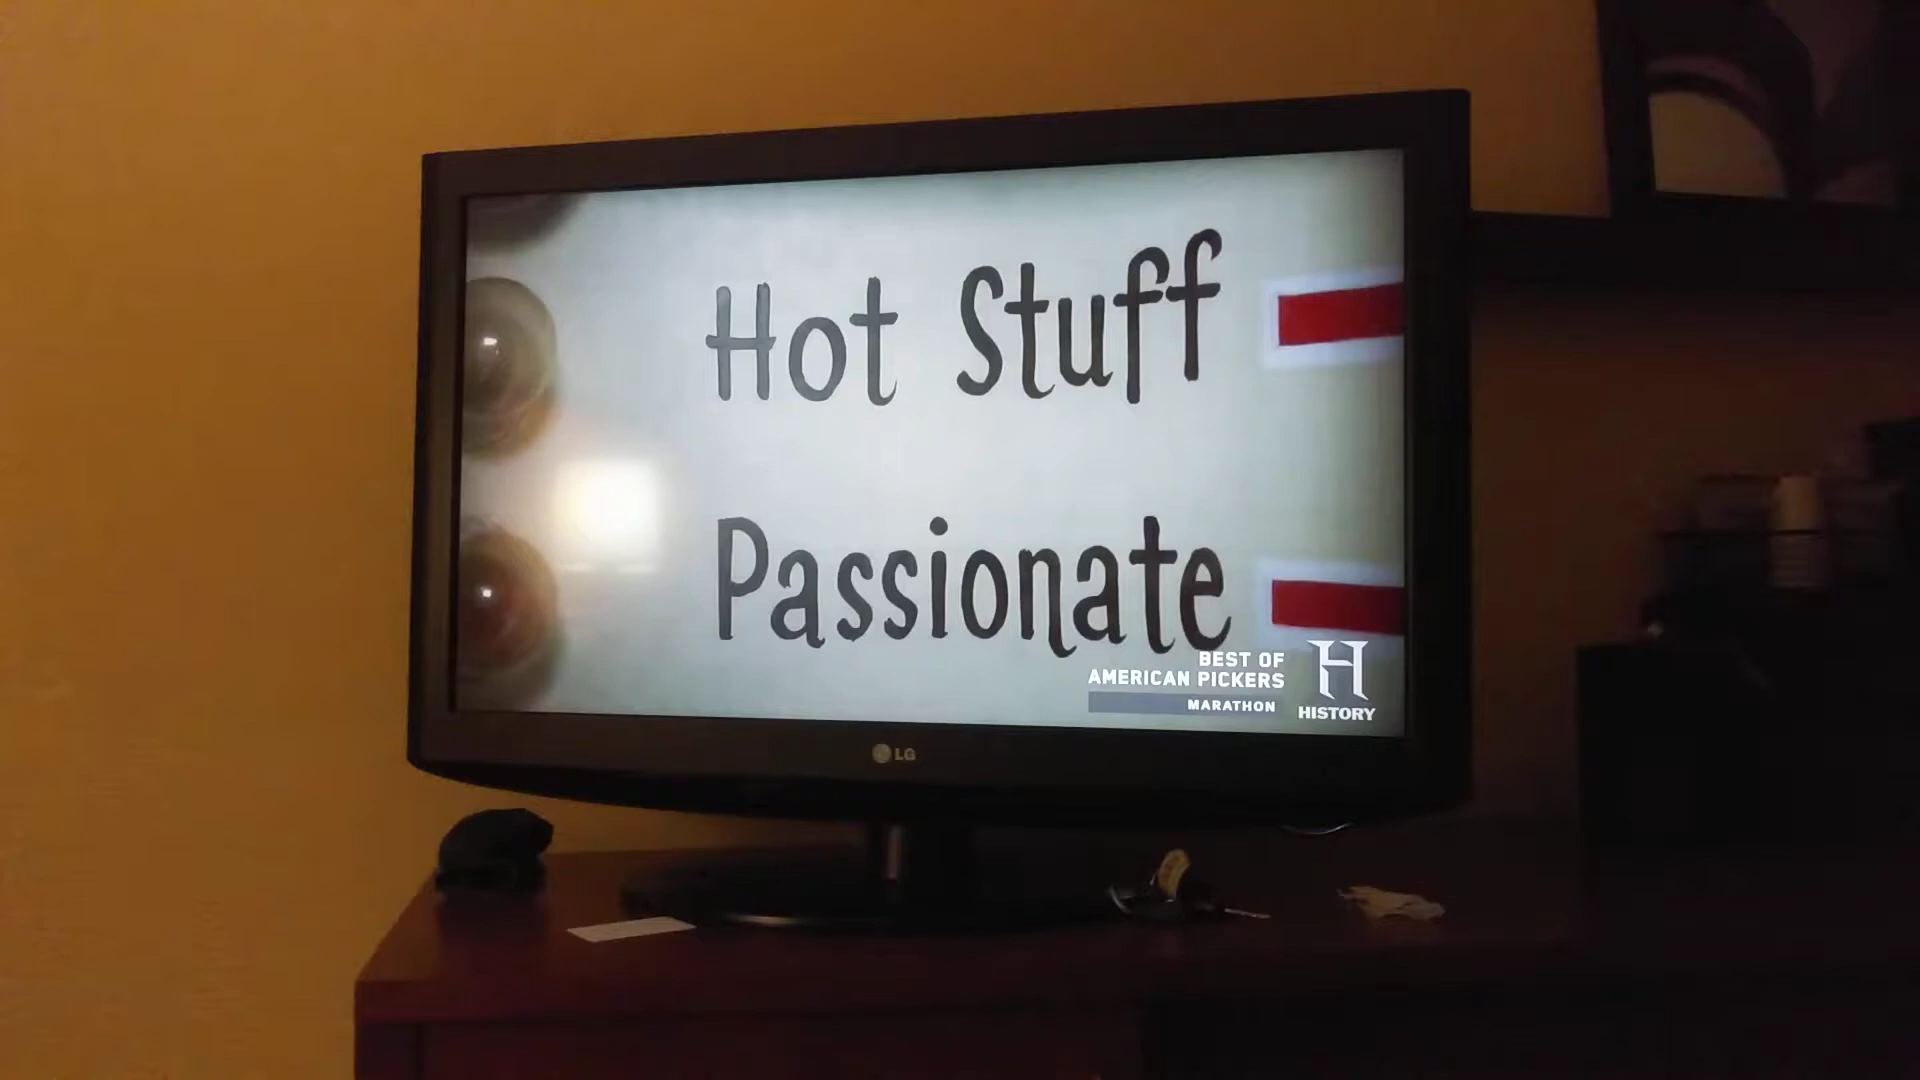 Hot Stuff
Passionate
BEST OF
AMERICAN PICKERS
MARATHON
H
HISTORY
LG